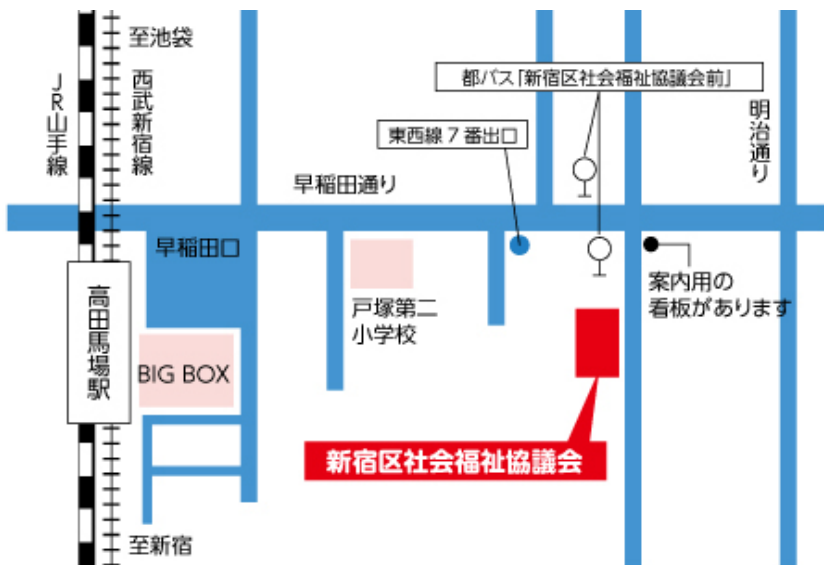 至池袋
JR山手線
西武新宿線
都バス「新宿区社会福祉協議会前」
東西線7番出口
明治通り
早稲田通り
早稲田口
高田馬場駅
戸塚第二
小学校
案内用の
看板があります
BIG BOX
新宿区社会福祉協議会
至新宿